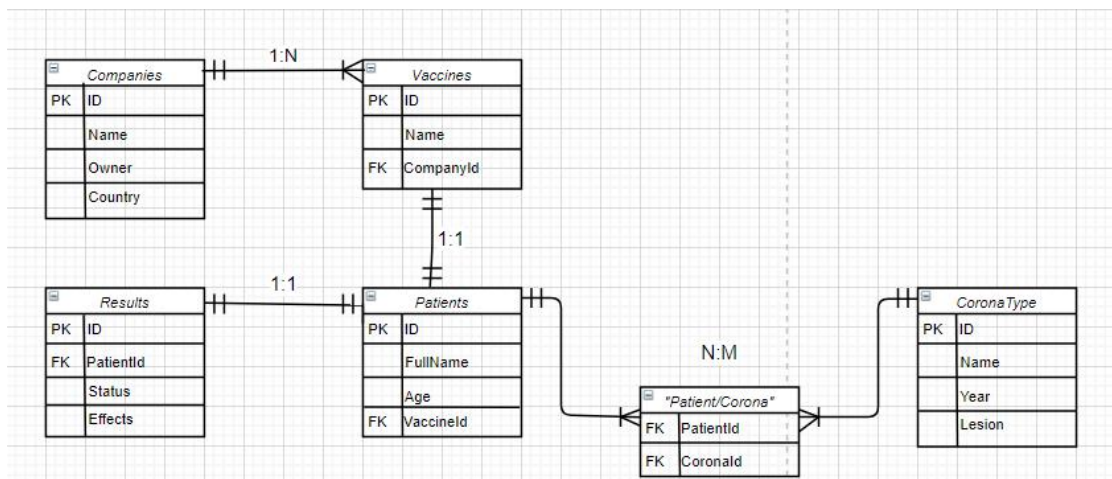 1:N
Companies
PK ID
Name
Owner
Country
Vaccines
PK ID
Name
FK CompanyId
1:1
1:1
Results
PK ID
FK PatientId
Status
Effects
Patients
PK ID
FullName
Age
FK VaccineId
N:M
"Patient/Corona"
FK PatientId
FK CoronaId
CoronaType
PK ID
Name
Year
Lesion